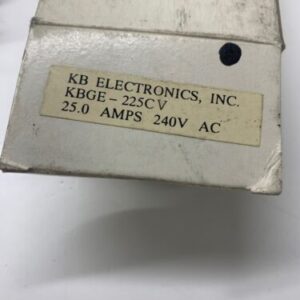 KB ELECTRONICS, INC.
KBGE-225CV
25.0 AMPS 240V AC